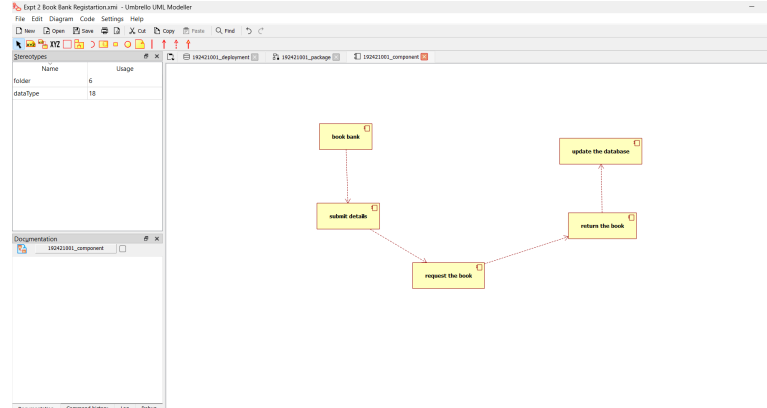 Expt 2 Book Bank Registartion.xmi - Umbrello UML Modeller
File Edit Diagram Code Settings Help
New Open Save Cut Copy Paste Find
XYZ
Stereotypes
192421001_deployment 192421001_package 192421001_component
Name Usage
folder 6
dataType 18
book bank
update the database
submit details
return the book
request the book
Documentation
192421001_component